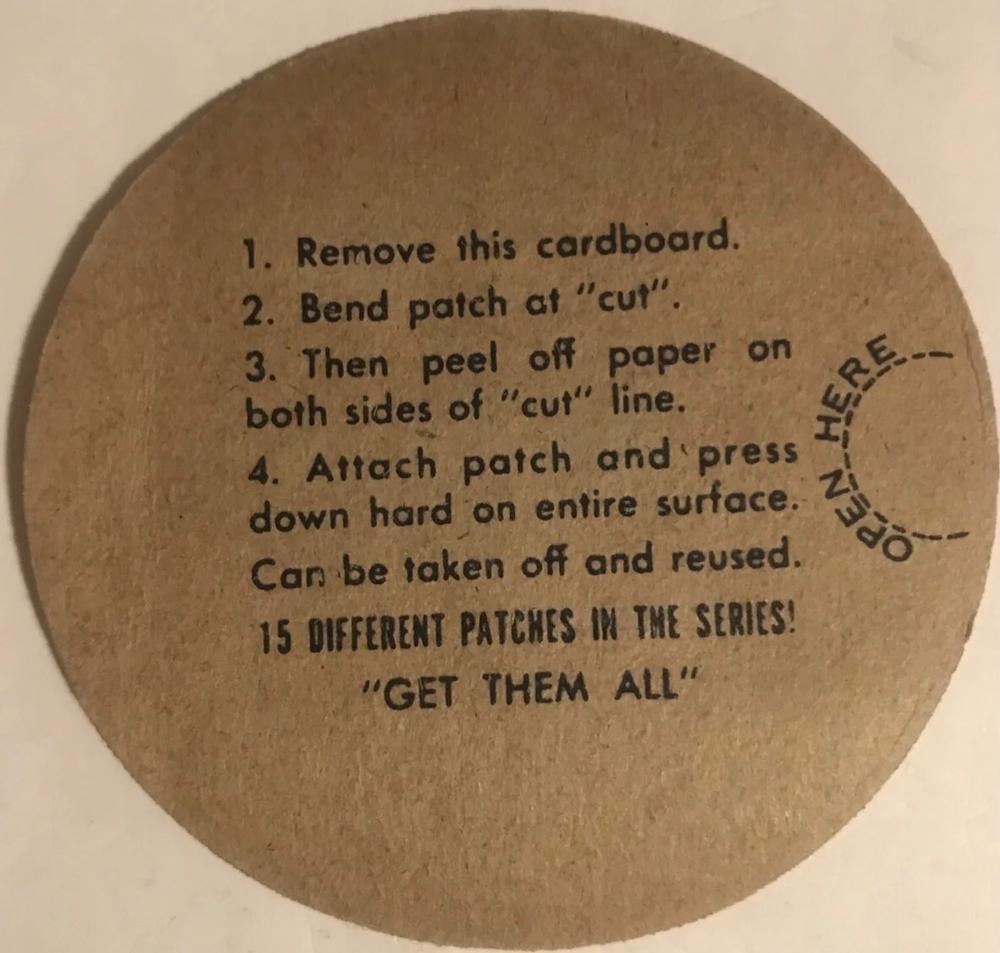 1. Remove this cardboard.
2. Bend patch at "cut".
3. Then peel off paper on
both sides of "cut" line.
4. Attach patch and press
down hard on entire surface.
Can be taken off and reused.
15 DIFFERENT PATCHES IN THE SERIES!
"GET THEM ALL"
OPEN HERE